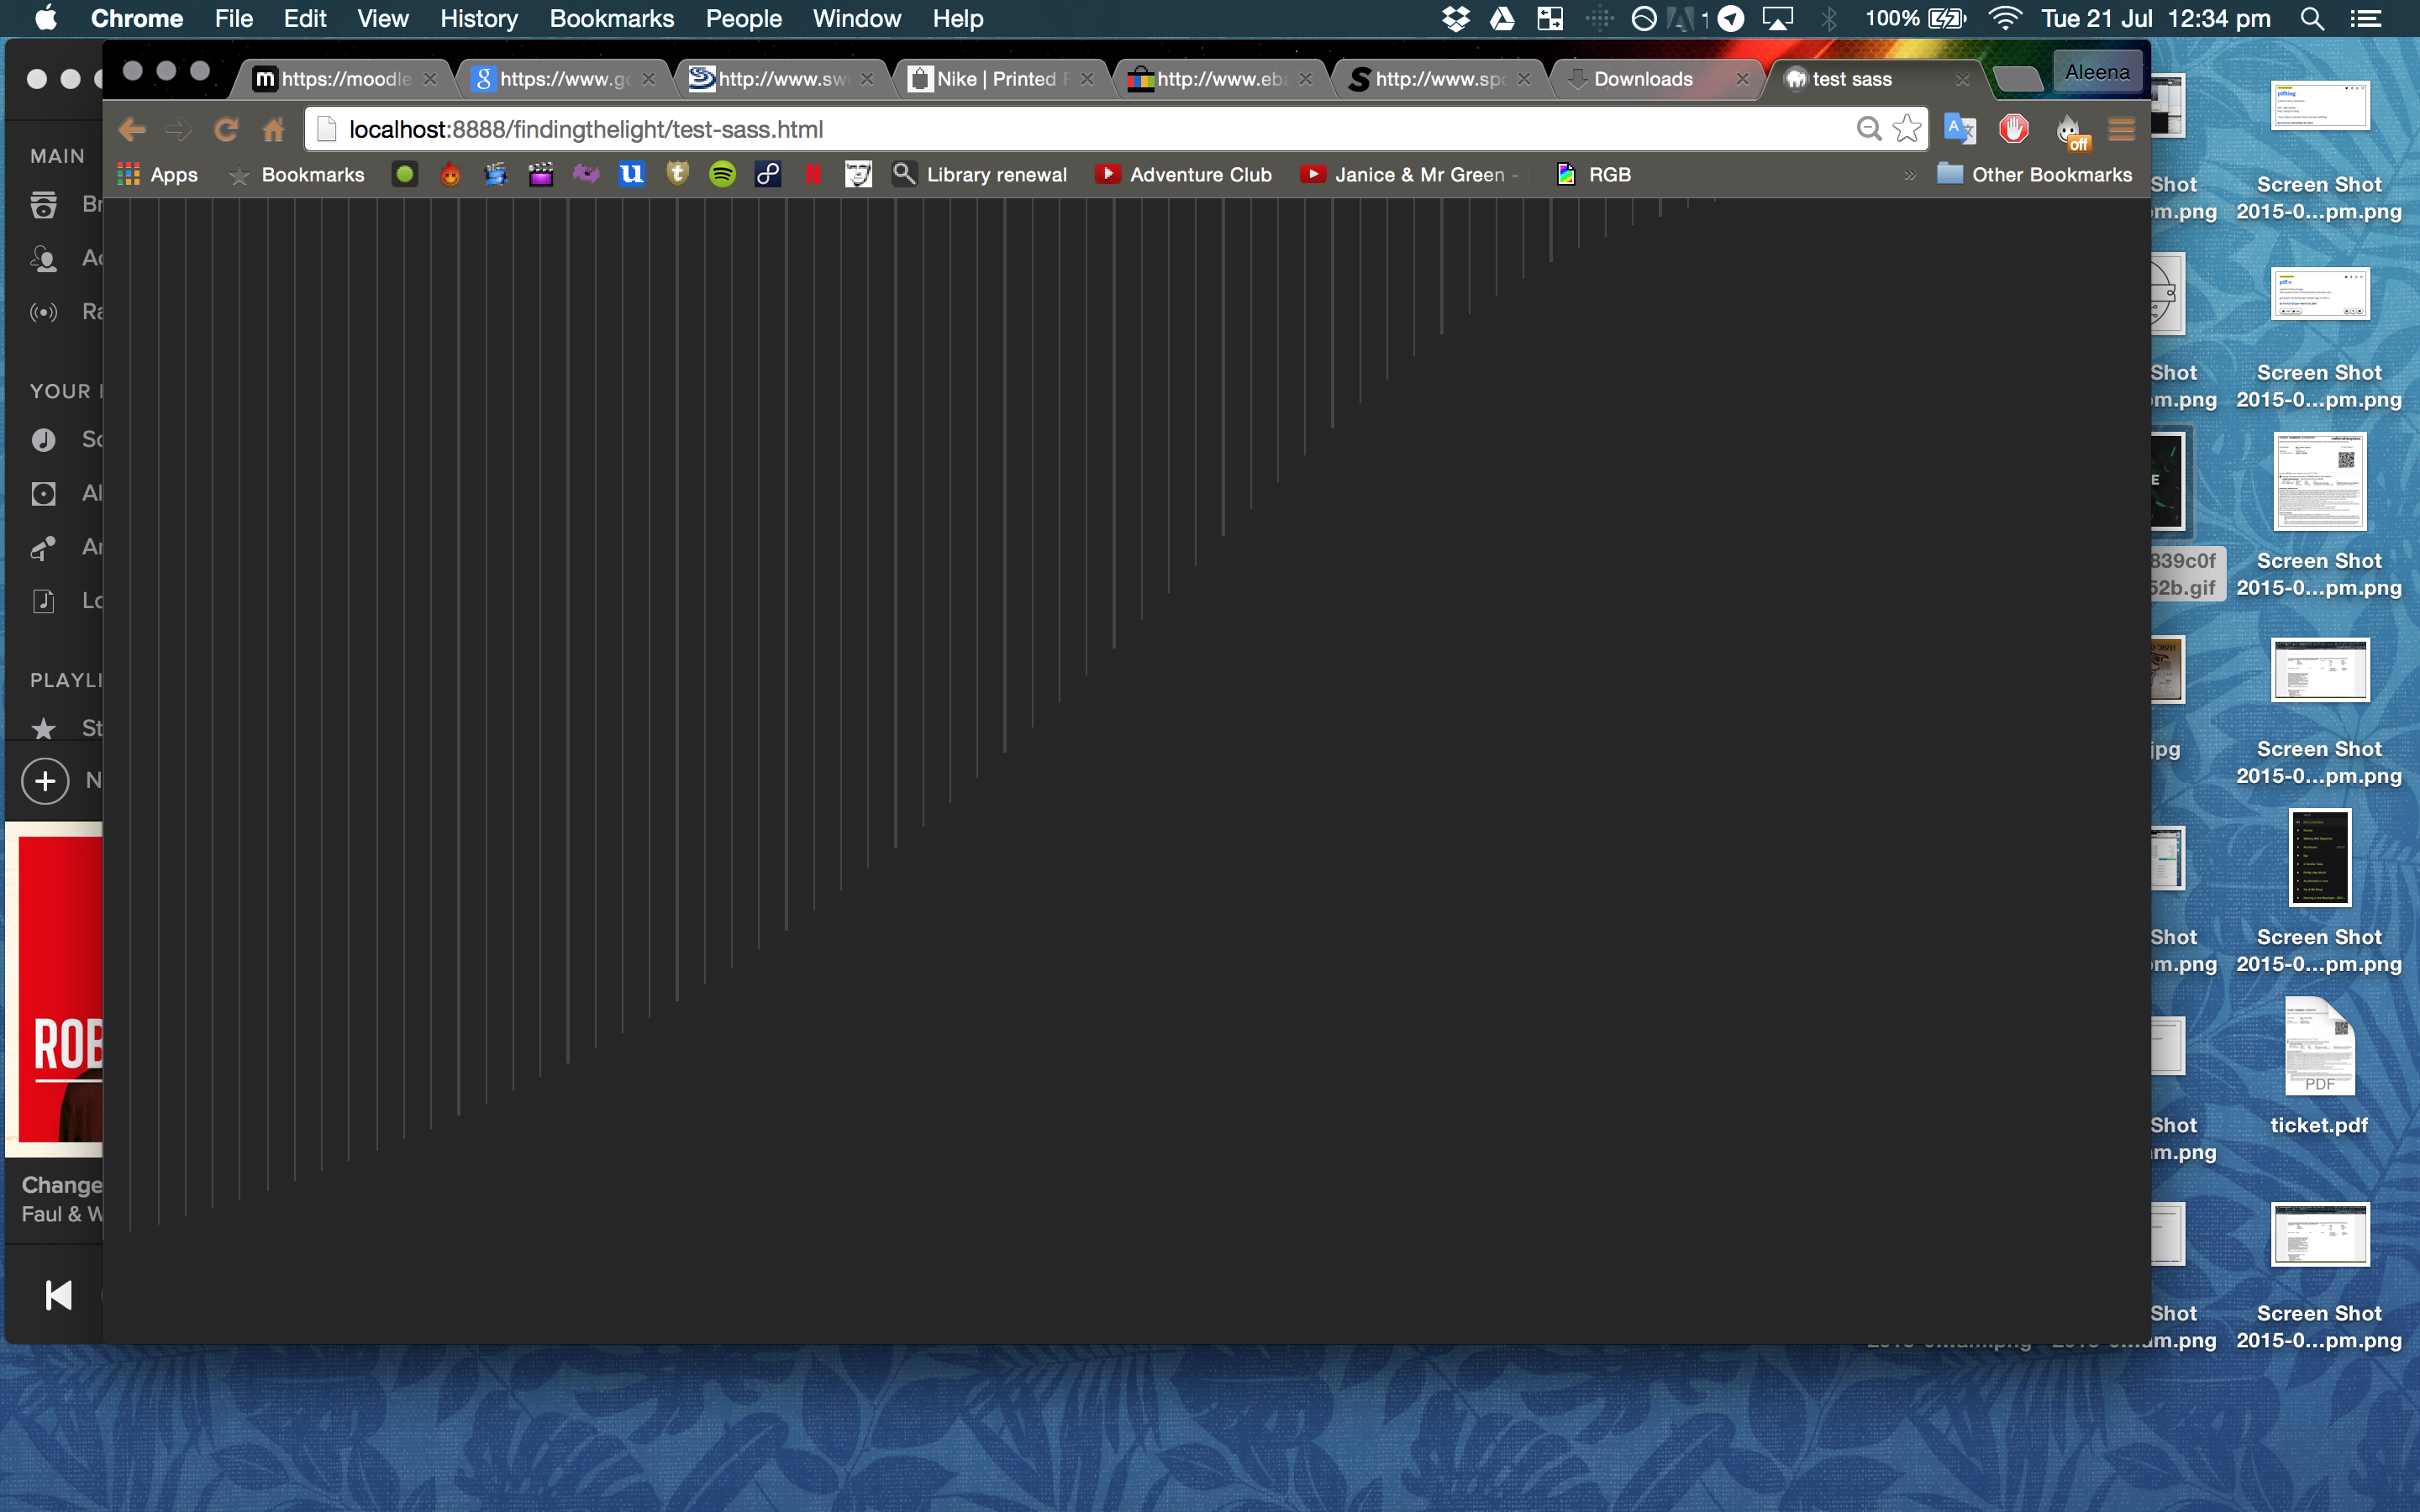 Chrome File Edit View History Bookmarks People Window Help 1 100% Tue 21 Jul 12:34 pm
m https://moodle g https://www.go http://www.sw Nike | Printed http://www.eba S http://www.spo Downloads test sass Aleena
localhost:8888/findingthelight/test-sass.html off
Apps Bookmarks u t N Library renewal Adventure Club Janice & Mr Green - RGB » Other Bookmarks
MAIN
Br
Ac
Ra
YOUR
So
Al
Ar
Lo
PLAYLI
St
N
ROB
Change
Faul & W
Shot
m.png
Screen Shot
2015-0...pm.png
Shot
m.png
Screen Shot
2015-0...pm.png
E
839c0f
52b.gif
Screen Shot
2015-0...pm.png
jpg
Screen Shot
2015-0...pm.png
Shot
m.png
Screen Shot
2015-0...pm.png
PDF
Shot
m.png
ticket.pdf
Shot
m.png
Screen Shot
2015-0...pm.png